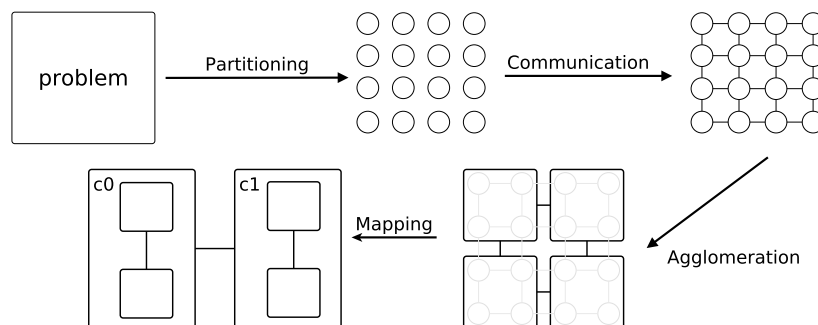 problem
Partitioning
Communication
Agglomeration
Mapping
c0
c1